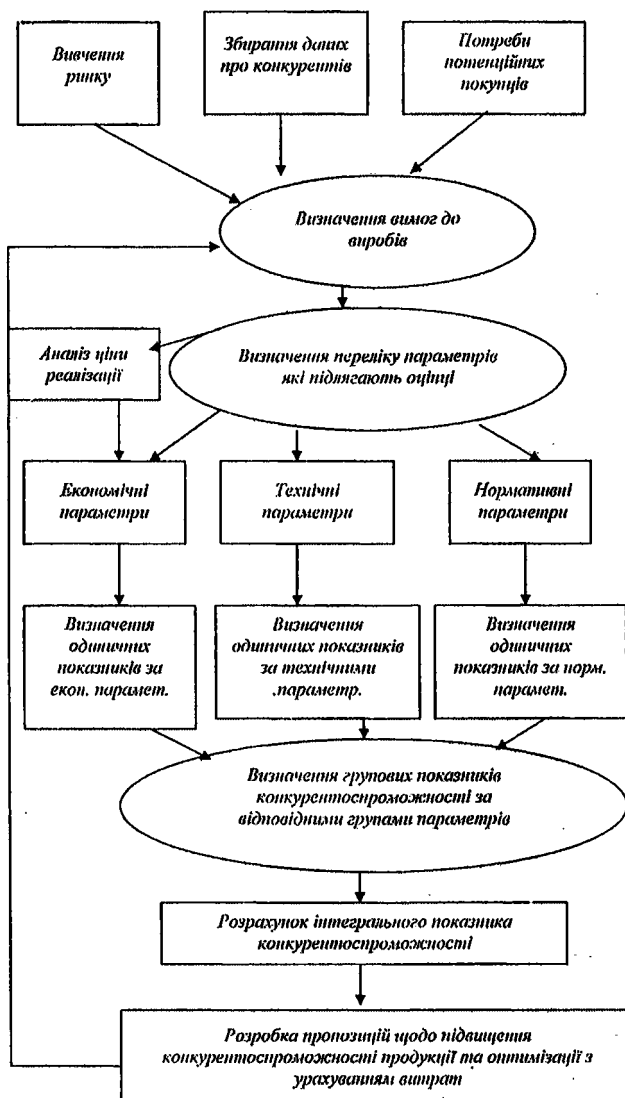 Вивчення
ринку
Збирання даних
про конкурентів
Потреби
потенційних
покупців
Визначення вимог до
виробів
Аналіз ціни
реалізації
Визначення переліку параметрів
які підлягають оцінці
Економічні
параметри
Технічні
параметри
Нормативні
параметри
Визначення
одиничних
показників за
екон. парамет.
Визначення
одиничних показників
за технічними
.параметр.
Визначення
одиничних
показників за норм.
парамет.
Визначення групових показників
конкурентоспроможності за
відповідними групами параметрів
Розрахунок інтегрального показника
конкурентоспроможності
Розробка пропозицій щодо підвищення
конкурентоспроможності продукції та оптимізації з
урахуванням витрат